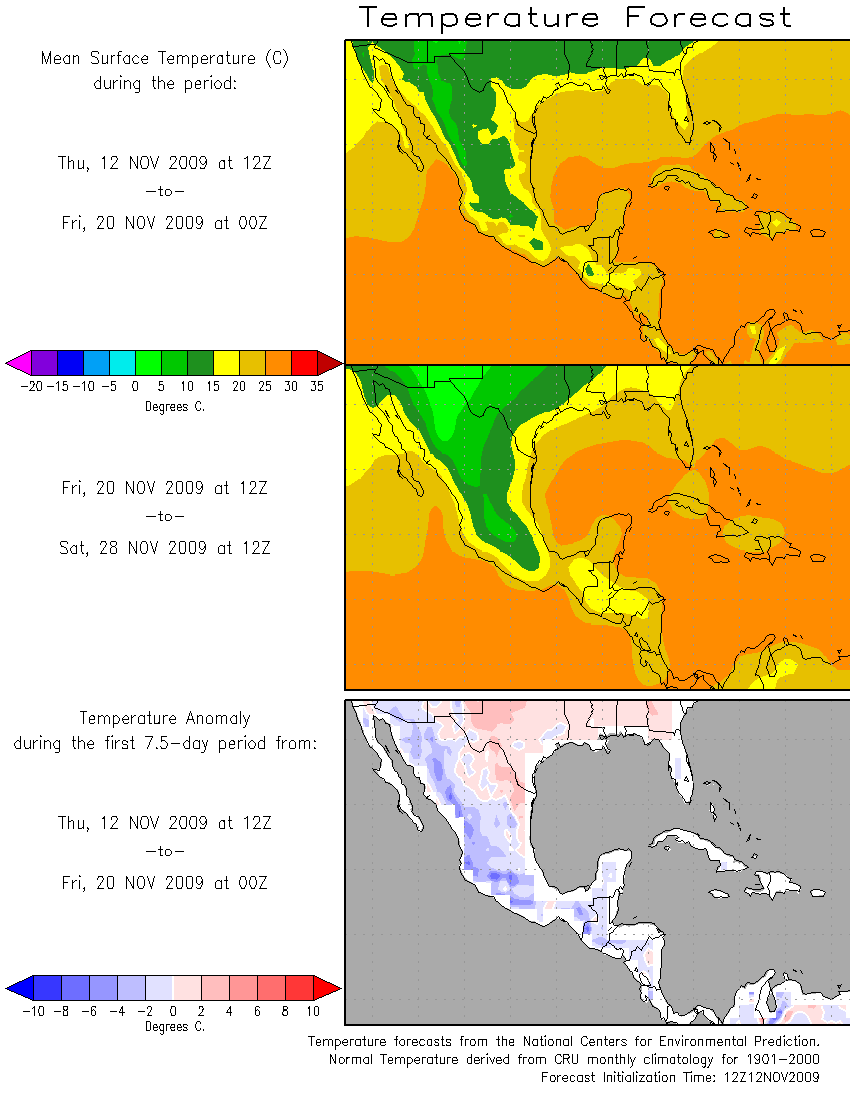 Temperature Forecast
Mean Surface Temperature (C)
during the period:
Thu, 12 NOV 2009 at 12Z
-to-
Fri, 20 NOV 2009 at 00Z
-20 -15 -10 -5 0 5 10 15 20 25 30 35
Degrees C.
Fri, 20 NOV 2009 at 12Z
-to-
Sat, 28 NOV 2009 at 12Z
Temperature Anomaly
during the first 7.5-day period from:
Thu, 12 NOV 2009 at 12Z
-to-
Fri, 20 NOV 2009 at 00Z
-10 -8 -6 -4 -2 0 2 4 6 8 10
Degrees C.
Temperature forecasts from the National Centers for Environmental Prediction.
Normal Temperature derived from CRU monthly climatology for 1901-2000
Forecast Initialization Time: 12Z12NOV2009